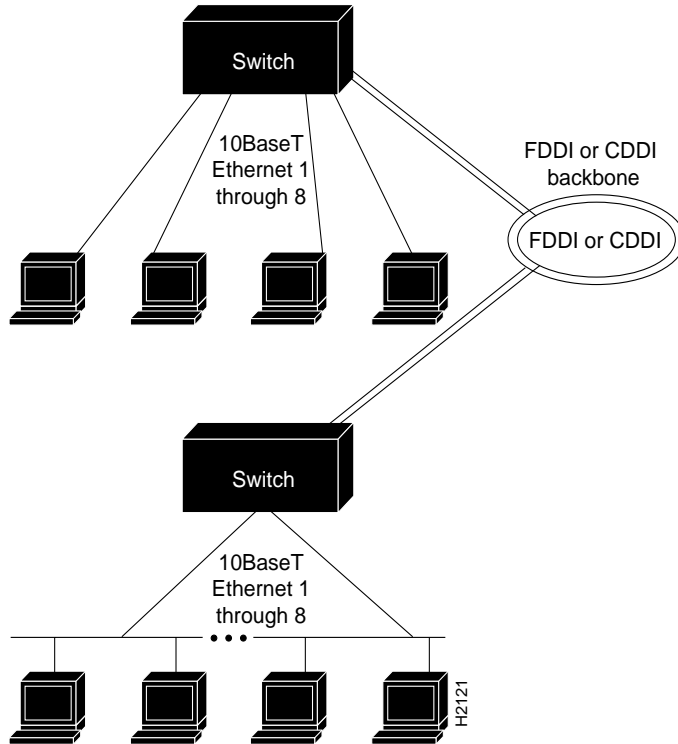 Switch
10BaseT
Ethernet 1
through 8
FDDI or CDDI
backbone
FDDI or CDDI
Switch
10BaseT
Ethernet 1
through 8
H2121